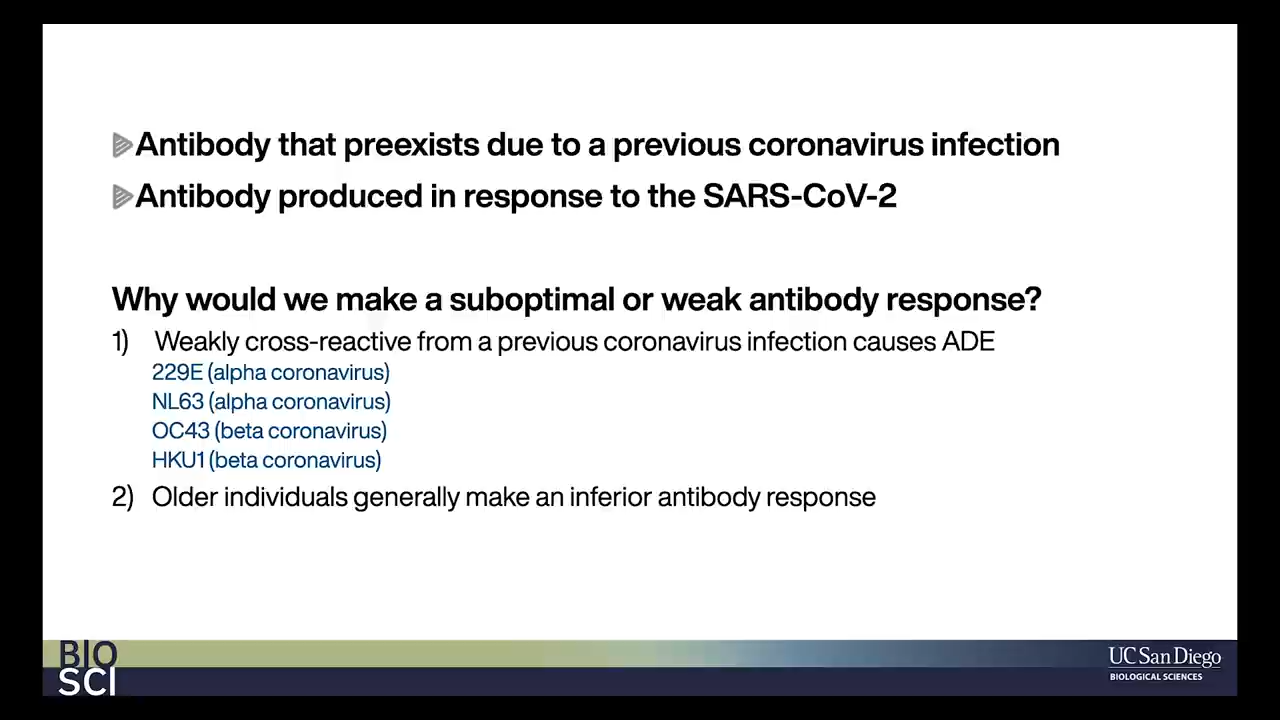 Antibody that preexists due to a previous coronavirus infection
Antibody produced in response to the SARS-CoV-2
Why would we make a suboptimal or weak antibody response?
1) Weakly cross-reactive from a previous coronavirus infection causes ADE
229E (alpha coronavirus)
NL63 (alpha coronavirus)
OC43 (beta coronavirus)
HKU1 (beta coronavirus)
2) Older individuals generally make an inferior antibody response
BIO
SCI
UC San Diego
BIOLOGICAL SCIENCES